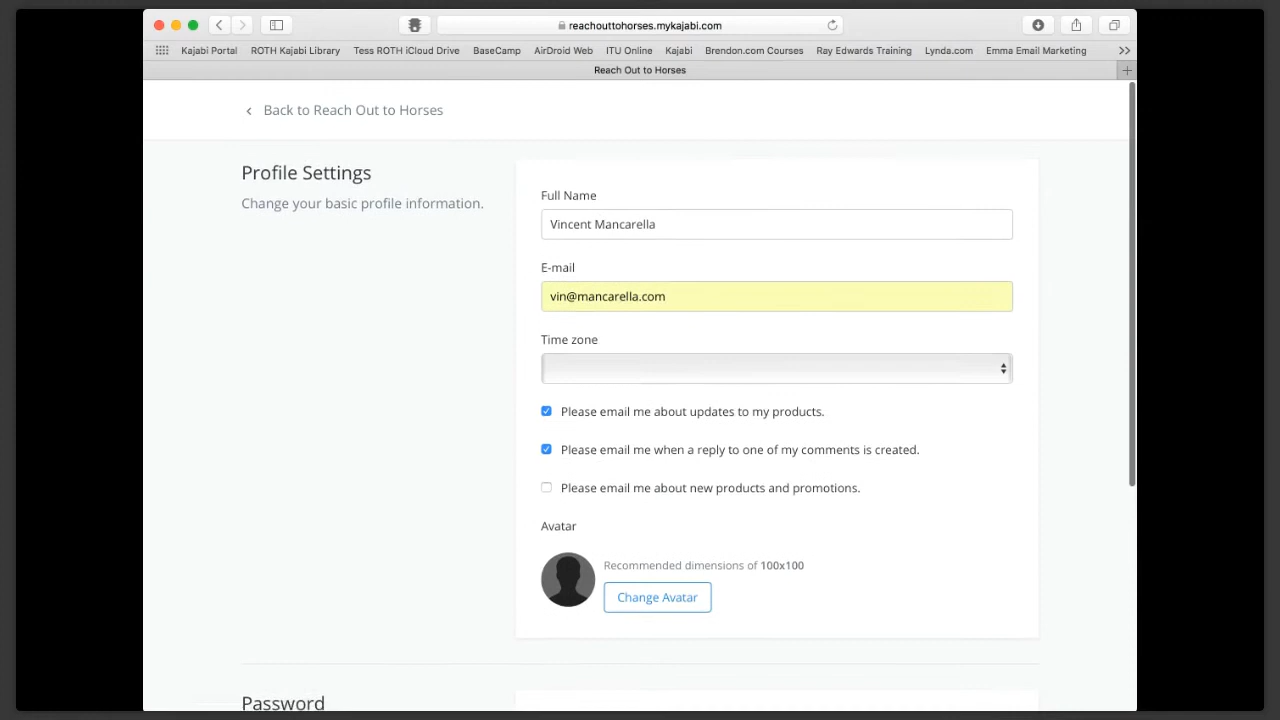 reachouttohorses.mykajabi.com
Kajabi Portal ROTH Kajabi Library Tess ROTH iCloud Drive BaseCamp AirDroid Web ITU Online Kajabi Brendon.com Courses Ray Edwards Training Lynda.com Emma Email Marketing
Reach Out to Horses
Back to Reach Out to Horses
Profile Settings
Change your basic profile information.
Full Name
Vincent Mancarella
E-mail
vin@mancarella.com
Time zone
Please email me about updates to my products.
Please email me when a reply to one of my comments is created.
Please email me about new products and promotions.
Avatar
Recommended dimensions of 100x100
Change Avatar
Password